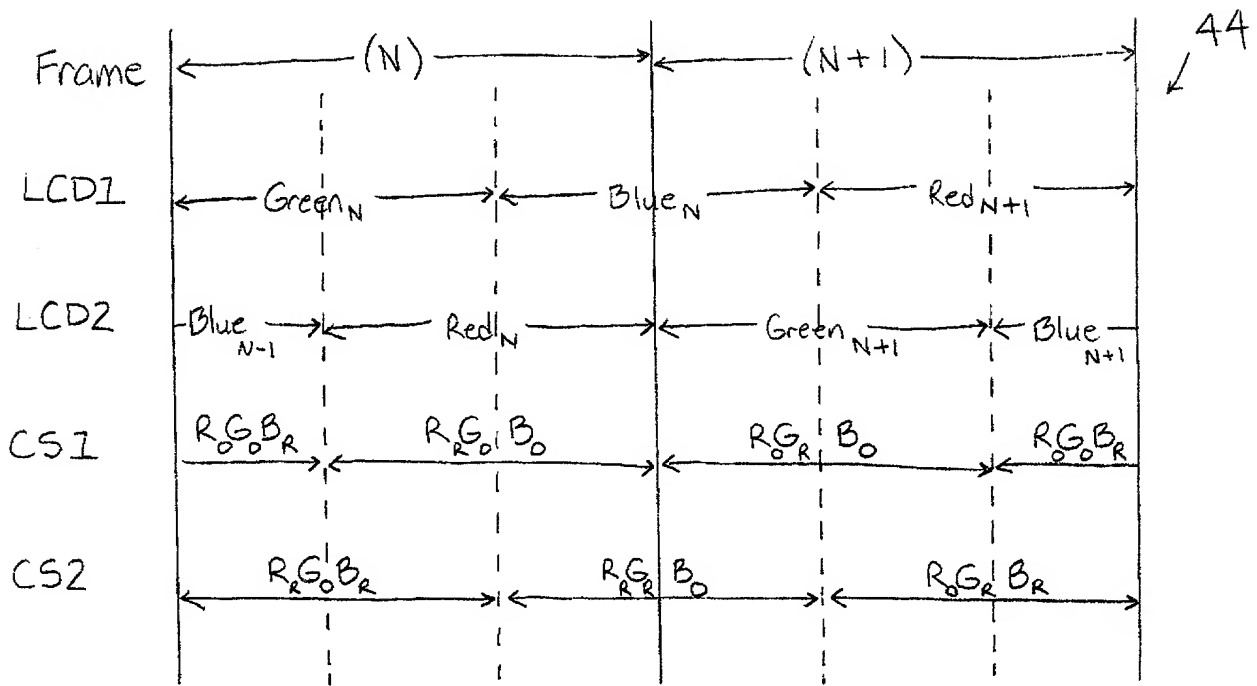 44
Frame (N) (N+1)
LCD1 Green_N Blue_N Red_N+1
LCD2 Blue_N-1 Red_N Green_N+1 Blue_N+1
CS1 R_O G_O B_R R_R G_O B_O R_O G_R B_O R_O G_O B_R
CS2 R_R G_O B_R R_R G_R B_O R_O G_R B_R